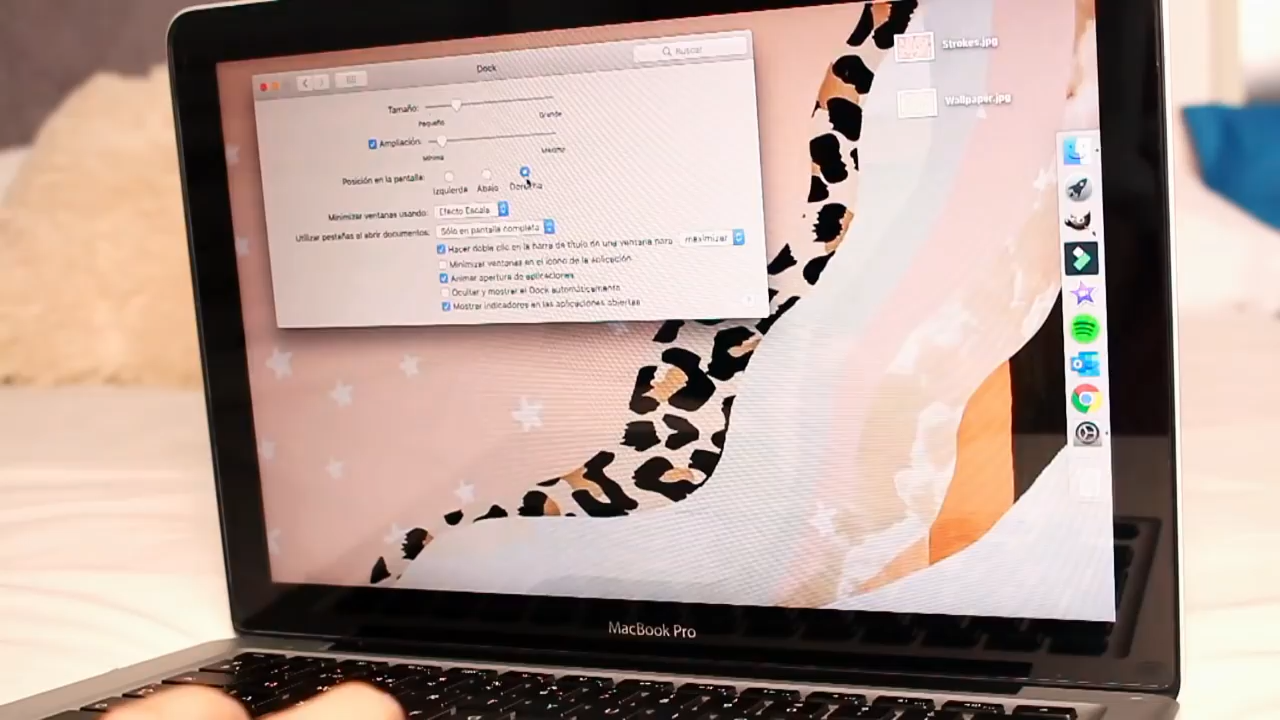 Buscar
Dock
Tamaño:
Pequeño
Grande
Ampliación:
Mínima
Máximo
Posición en la pantalla:
Izquierda
Abajo
Derecha
Minimizar ventanas usando: Efecto Escala
Utilizar pestañas al abrir documentos: Sólo en pantalla completa
Hacer doble clic en la barra de título de una ventana para maximizar
Minimizar ventanas en el ícono de la aplicación
Animar apertura de aplicaciones
Ocultar y mostrar el Dock automáticamente
Mostrar indicadores en las aplicaciones abiertas
Strokes.jpg
Wallpaper.jpg
MacBook Pro